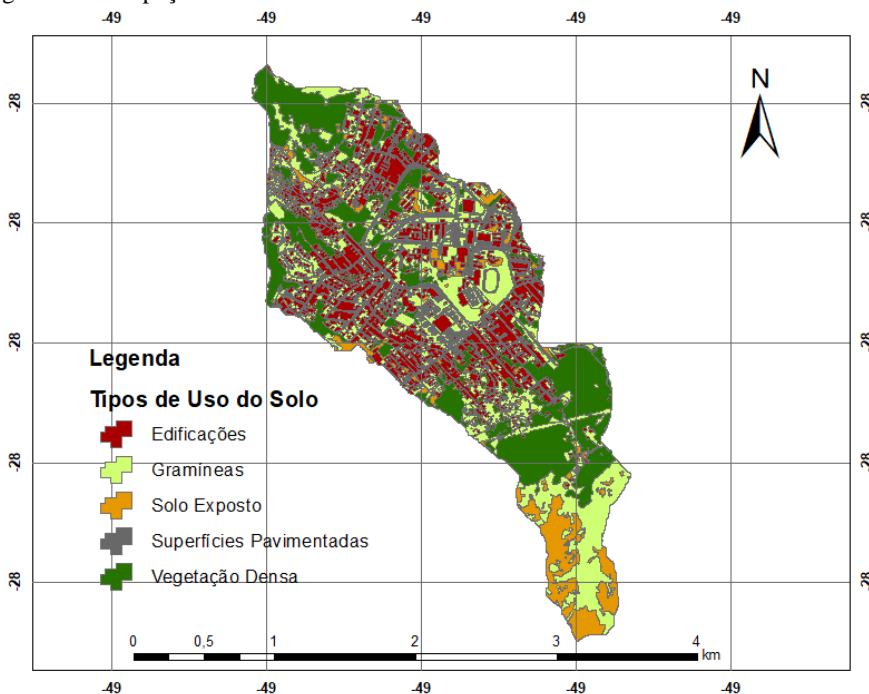 -49 -49 -49 -49 -49
28 28
N
28 28
28 28
Legenda
Tipos de Uso do Solo
Edificações
28 28
Gramíneas
Solo Exposto
Superfícies Pavimentadas
Vegetação Densa
28 28
0 0,5 1 2 3 4
km
-49 -49 -49 -49 -49